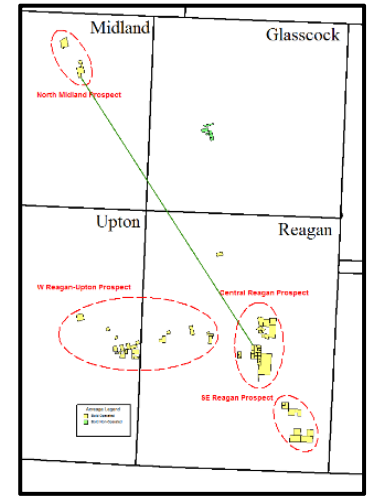 Midland
Glasscock
North Midland Prospect
Upton
Reagan
W Reagan-Upton Prospect
Central Reagan Prospect
SE Reagan Prospect
Acreage Legend